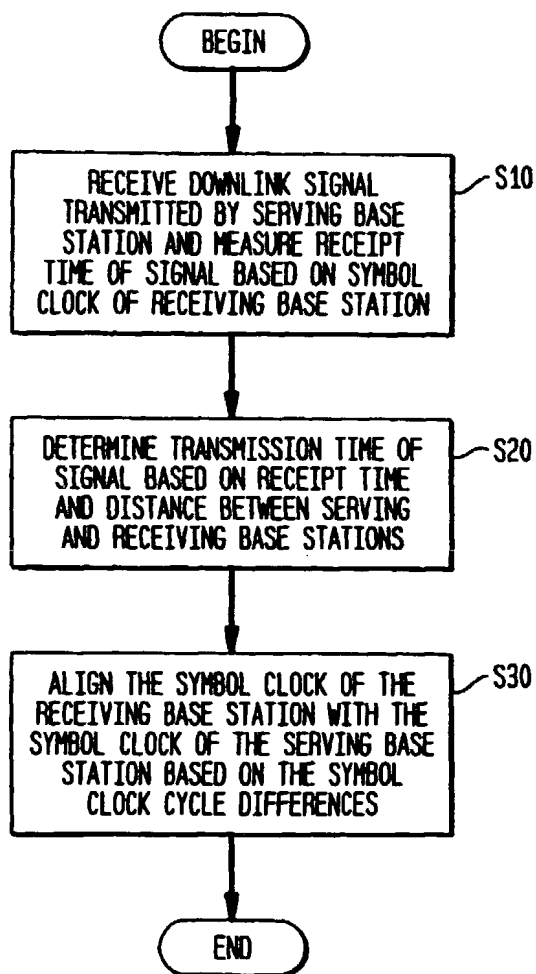 BEGIN
RECEIVE DOWNLINK SIGNAL
TRANSMITTED BY SERVING BASE
STATION AND MEASURE RECEIPT
TIME OF SIGNAL BASED ON SYMBOL
CLOCK OF RECEIVING BASE STATION
S10
DETERMINE TRANSMISSION TIME OF
SIGNAL BASED ON RECEIPT TIME
AND DISTANCE BETWEEN SERVING
AND RECEIVING BASE STATIONS
S20
ALIGN THE SYMBOL CLOCK OF THE
RECEIVING BASE STATION WITH THE
SYMBOL CLOCK OF THE SERVING BASE
STATION BASED ON THE SYMBOL
CLOCK CYCLE DIFFERENCES
S30
END